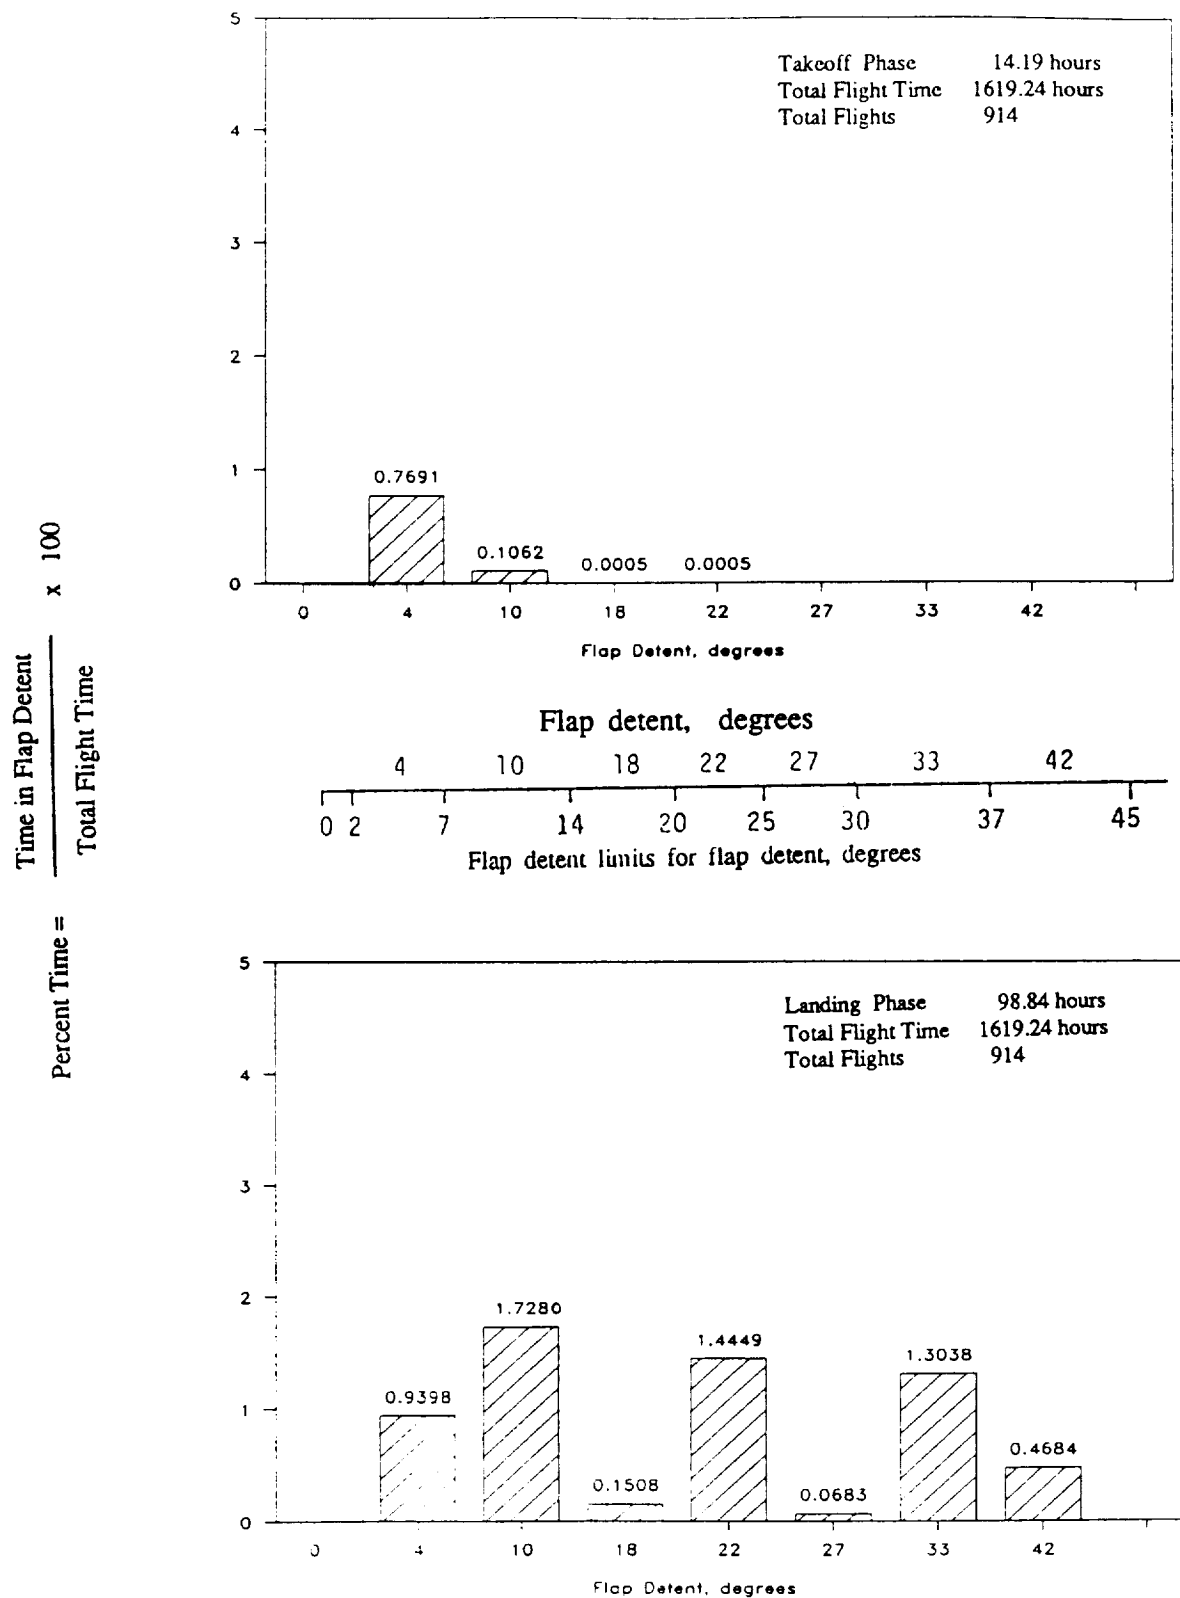 5
Takeoff Phase 14.19 hours
Total Flight Time 1619.24 hours
Total Flights 914
4
3
2
1
0.7691
0.1062
0.0005 0.0005
0
0 4 10 18 22 27 33 42
Flap Detent, degrees
Percent Time = Time in Flap Detent x 100
Total Flight Time
Flap detent, degrees
4 10 18 22 27 33 42
0 2 7 14 20 25 30 37 45
Flap detent limits for flap detent, degrees
5
Landing Phase 98.84 hours
Total Flight Time 1619.24 hours
Total Flights 914
4
3
2
1.7280
1.4449
1.3038
1
0.9398
0.4684
0.1508
0.0683
0
0 4 10 18 22 27 33 42
Flap Detent, degrees